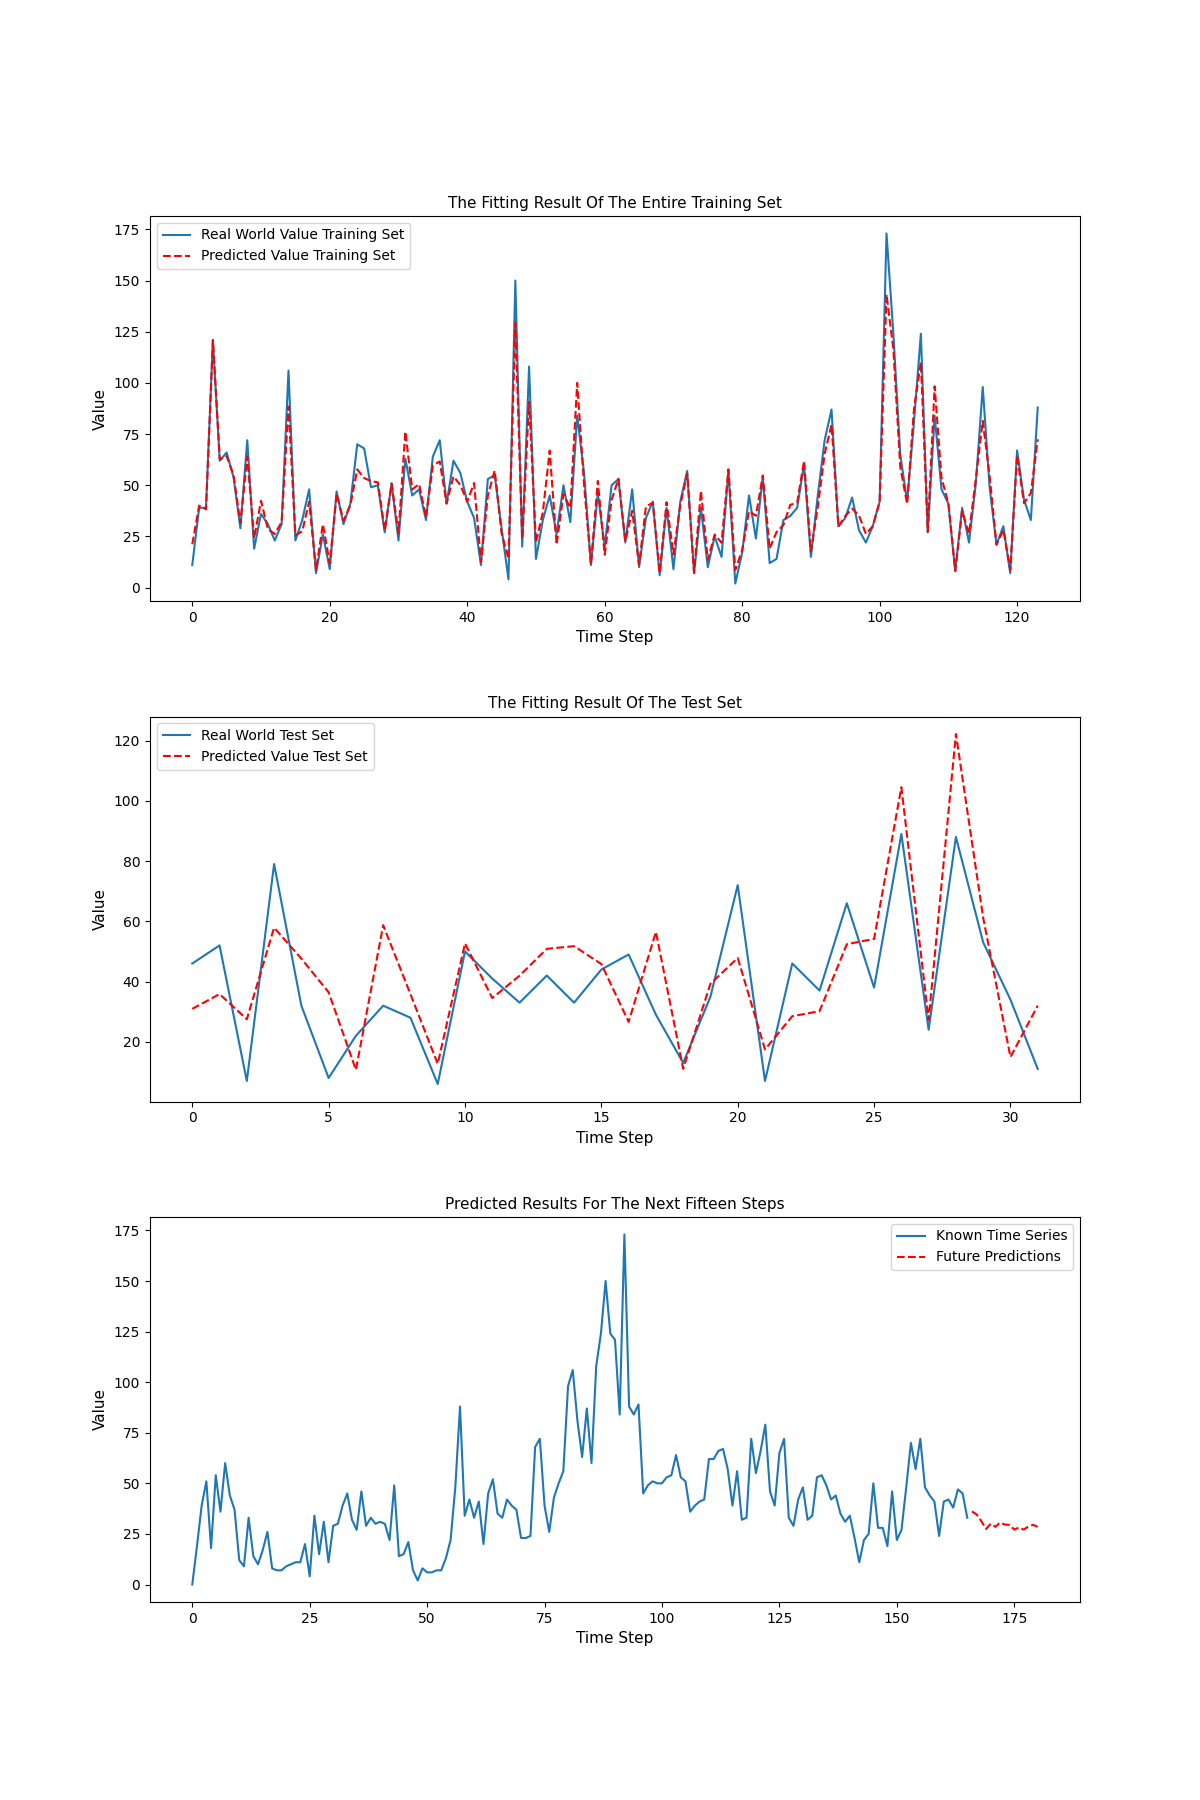 The Fitting Result Of The Entire Training Set
175
150
125
100
75
50
25
0
Value
Real World Value Training Set
Predicted Value Training Set
0 20 40 60 80 100 120
Time Step
The Fitting Result Of The Test Set
120
100
80
60
40
20
Value
Real World Test Set
Predicted Value Test Set
0 5 10 15 20 25 30
Time Step
Predicted Results For The Next Fifteen Steps
175
150
125
100
75
50
25
0
Value
Known Time Series
Future Predictions
0 25 50 75 100 125 150 175
Time Step